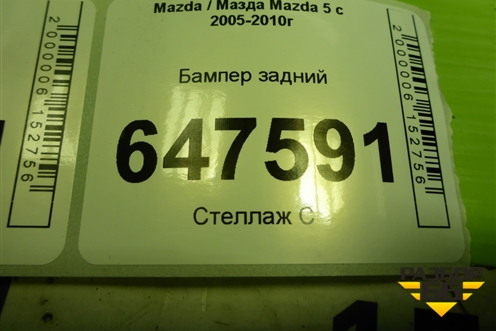 Mazda / Мазда Mazda 5 с
2005-2010г
Бампер задний
647591
Стеллаж С
2000006152756
2000006152756